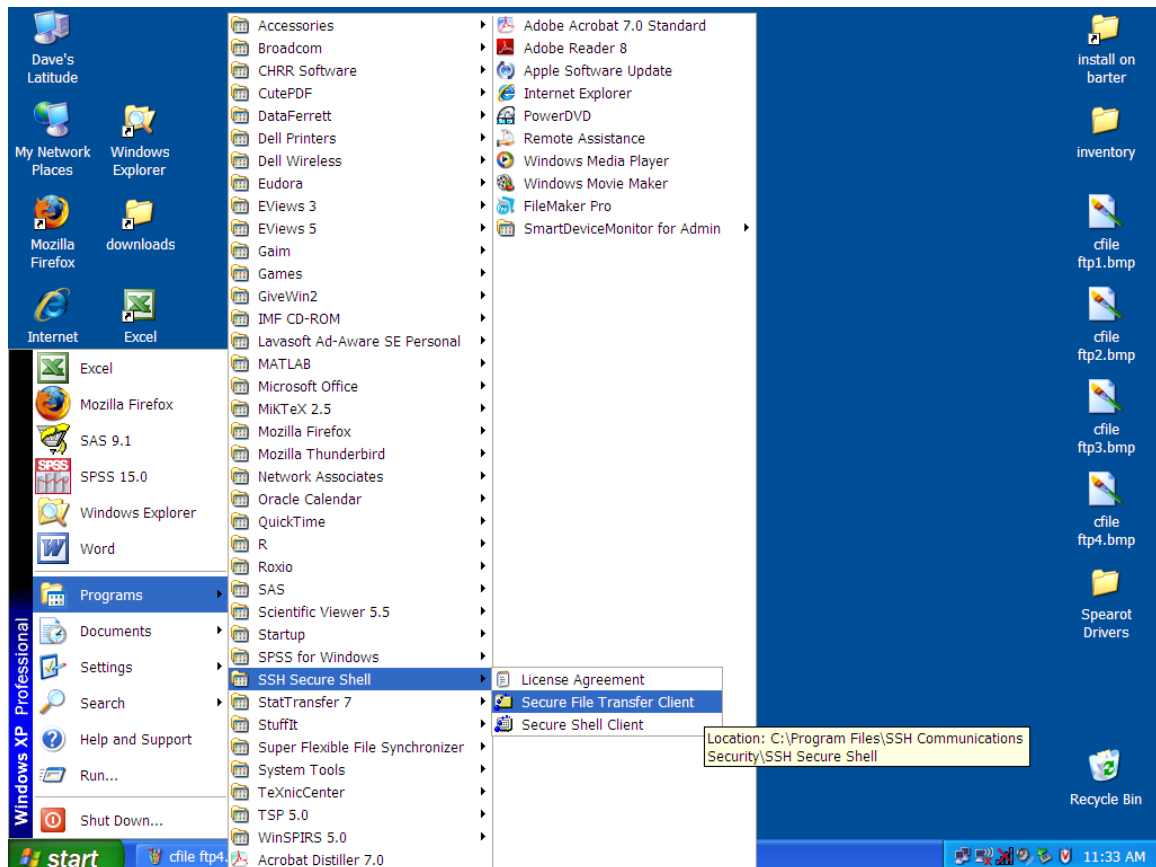 Dave's
Latitude
My Network
Places
Windows
Explorer
Mozilla
Firefox
downloads
Internet
Excel
Excel
Mozilla Firefox
SAS 9.1
SPSS
SPSS 15.0
Windows Explorer
Word
Programs
Documents
Settings
Search
Help and Support
Run...
Shut Down...
Windows XP Professional
start
cfile ftp4.
Accessories
Broadcom
CHRR Software
CutePDF
DataFerrett
Dell Printers
Dell Wireless
Eudora
EViews 3
EViews 5
Gaim
Games
GiveWin2
IMF CD-ROM
Lavasoft Ad-Aware SE Personal
MATLAB
Microsoft Office
MiKTeX 2.5
Mozilla Firefox
Mozilla Thunderbird
Network Associates
Oracle Calendar
QuickTime
R
Roxio
SAS
Scientific Viewer 5.5
Startup
SPSS for Windows
SSH Secure Shell
StatTransfer 7
StuffIt
Super Flexible File Synchronizer
System Tools
TeXnicCenter
TSP 5.0
WinSPIRS 5.0
Acrobat Distiller 7.0
Adobe Acrobat 7.0 Standard
Adobe Reader 8
Apple Software Update
Internet Explorer
PowerDVD
Remote Assistance
Windows Media Player
Windows Movie Maker
FileMaker Pro
SmartDeviceMonitor for Admin
License Agreement
Secure File Transfer Client
Secure Shell Client
Location: C:\Program Files\SSH Communications
Security\SSH Secure Shell
install on
barter
inventory
cfile
ftp1.bmp
cfile
ftp2.bmp
cfile
ftp3.bmp
cfile
ftp4.bmp
Spearot
Drivers
Recycle Bin
11:33 AM